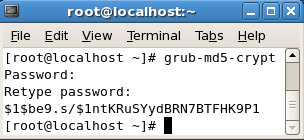 root@localhost:~
File Edit View Terminal Tabs Help
[root@localhost ~]# grub-md5-crypt
Password:
Retype password:
$1$be9.s/$1ntKRuSYydBRN7BTFHK9P1
[root@localhost ~]#